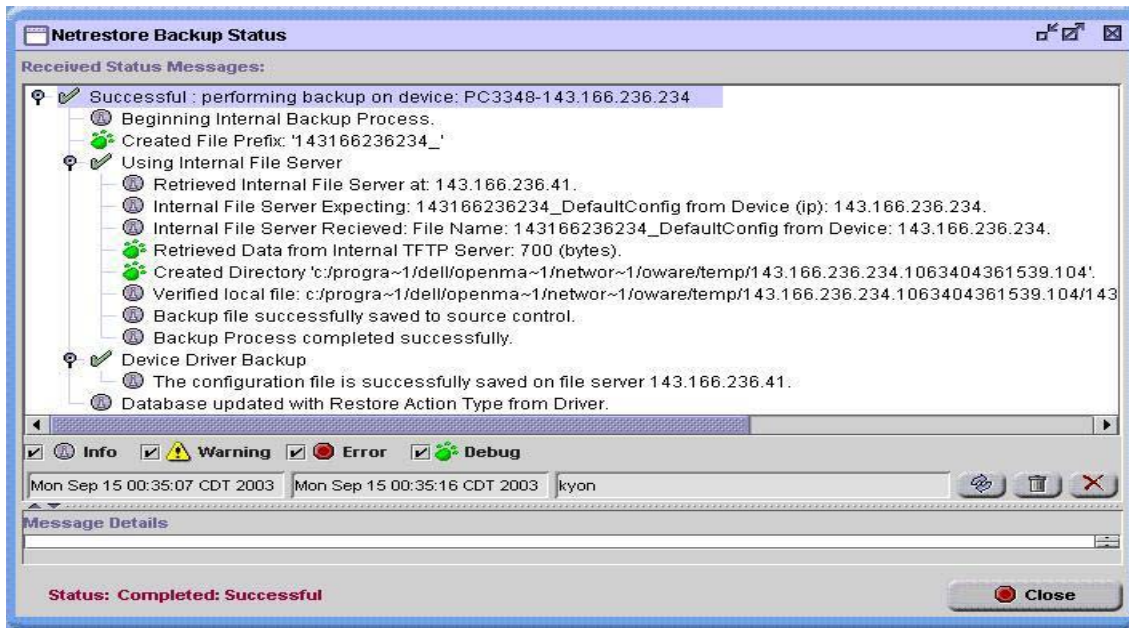 Netrestore Backup Status
Received Status Messages:
Successful : performing backup on device: PC3348-143.166.236.234
Beginning Internal Backup Process.
Created File Prefix: '143166236234_'
Using Internal File Server
Retrieved Internal File Server at: 143.166.236.41.
Internal File Server Expecting: 143166236234_DefaultConfig from Device (ip): 143.166.236.234.
Internal File Server Recieved: File Name: 143166236234_DefaultConfig from Device: 143.166.236.234.
Retrieved Data from Internal TFTP Server: 700 (bytes).
Created Directory 'c:/progra~1/dell/openma~1/networ~1/oware/temp/143.166.236.234.1063404361539.104'.
Verified local file: c:/progra~1/dell/openma~1/networ~1/oware/temp/143.166.236.234.1063404361539.104/143
Backup file successfully saved to source control.
Backup Process completed successfully.
Device Driver Backup
The configuration file is successfully saved on file server 143.166.236.41.
Database updated with Restore Action Type from Driver.
Info Warning Error Debug
Mon Sep 15 00:35:07 CDT 2003 Mon Sep 15 00:35:16 CDT 2003 kyon
Message Details
Status: Completed: Successful Close